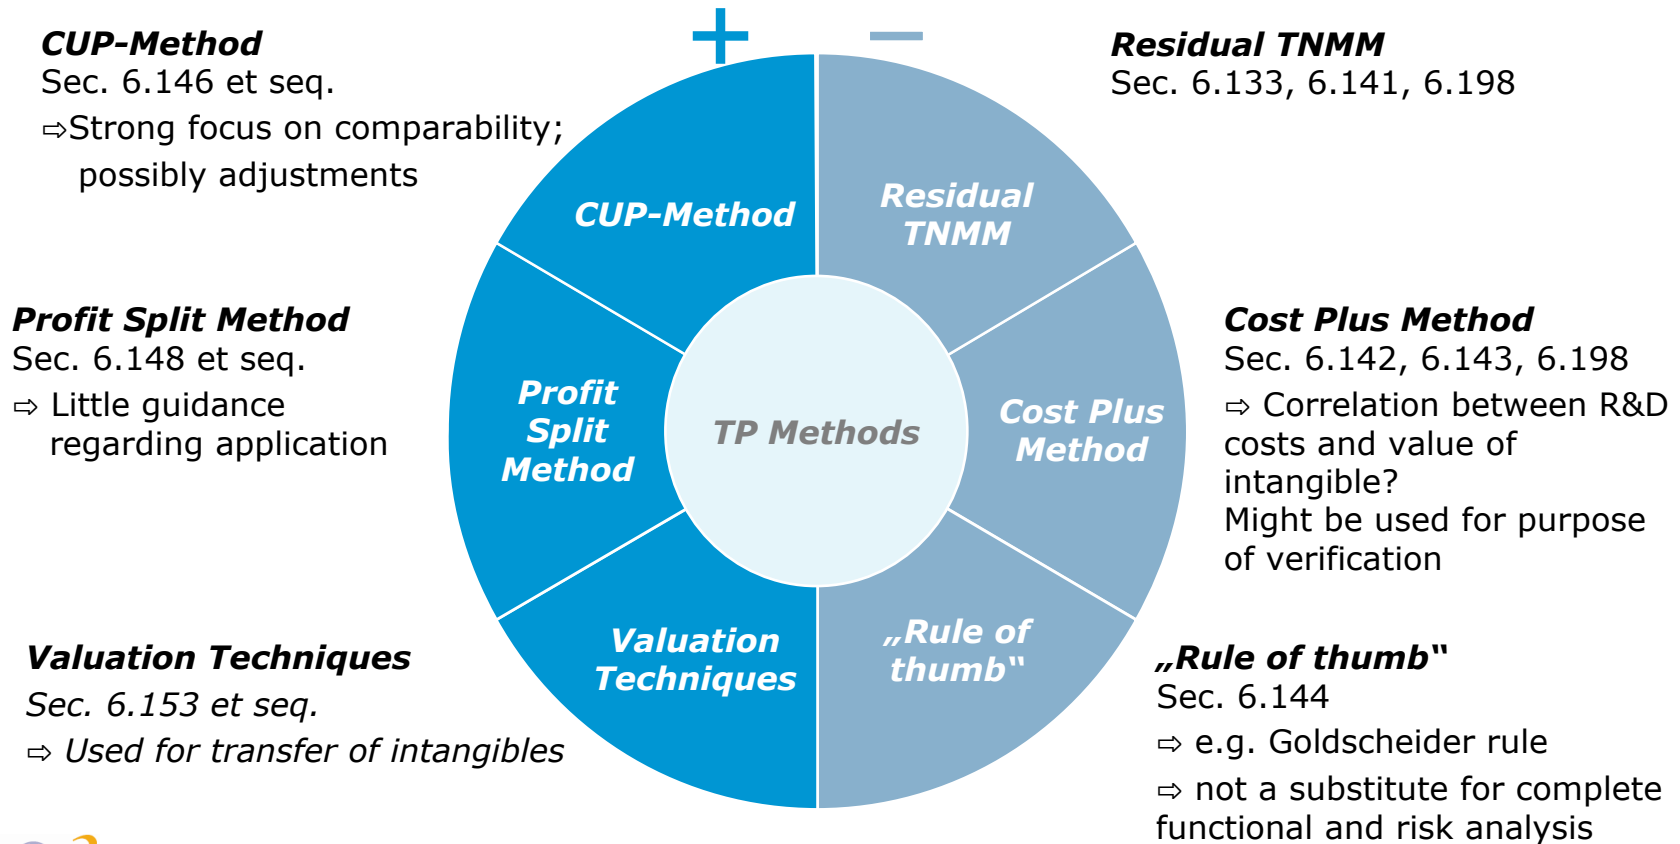 +
−
CUP-Method
Sec. 6.146 et seq.
⇨Strong focus on comparability;
possibly adjustments
Profit Split Method
Sec. 6.148 et seq.
⇨ Little guidance
regarding application
Valuation Techniques
Sec. 6.153 et seq.
⇨ Used for transfer of intangibles
CUP-Method
Residual
TNMM
Profit
Split
Method
TP Methods
Cost Plus
Method
Valuation
Techniques
„Rule of
thumb“
Residual TNMM
Sec. 6.133, 6.141, 6.198
Cost Plus Method
Sec. 6.142, 6.143, 6.198
⇨ Correlation between R&D
costs and value of
intangible?
Might be used for purpose
of verification
„Rule of thumb“
Sec. 6.144
⇨ e.g. Goldscheider rule
⇨ not a substitute for complete
functional and risk analysis